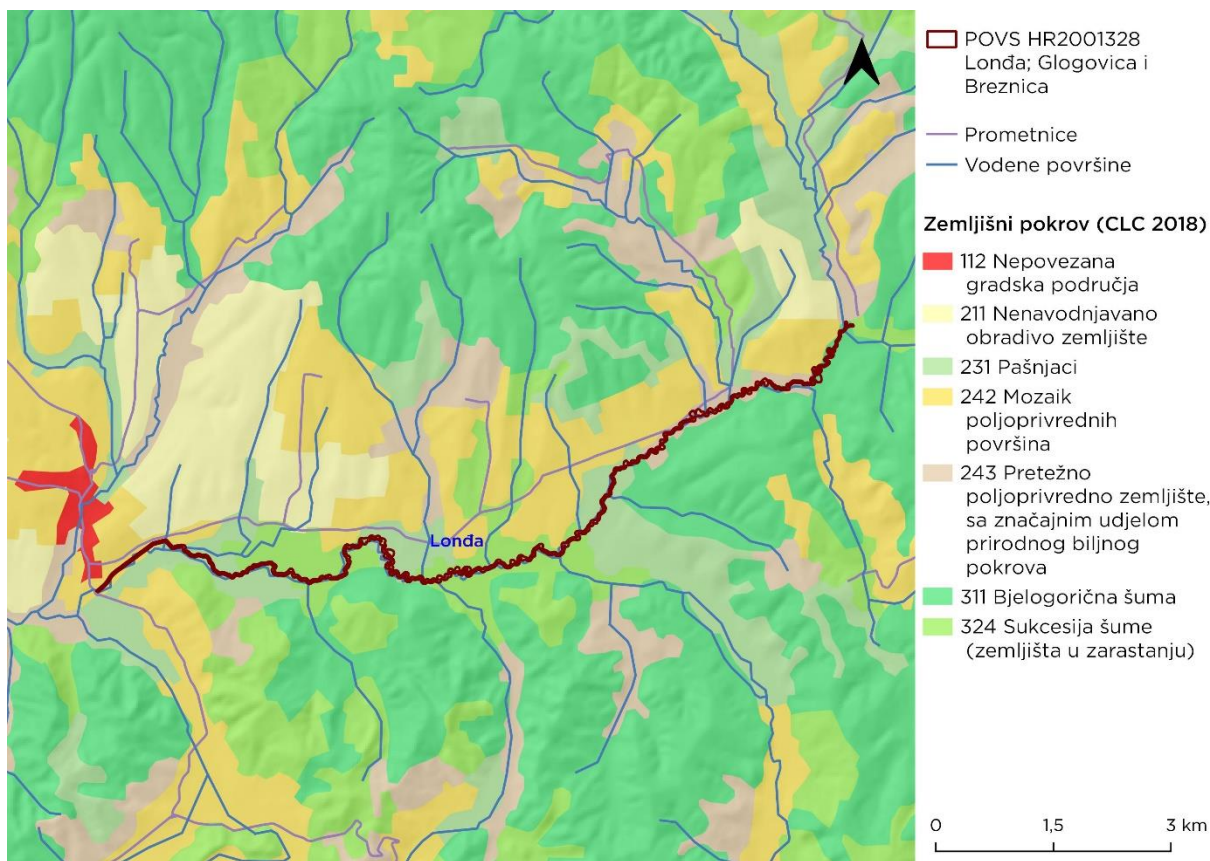 Lonđa
POVS HR2001328
Lonđa; Glogovica i
Breznica
Prometnice
Vodene površine
Zemljišni pokrov (CLC 2018)
112 Nepovezana
gradska područja
211 Nenavodnjavano
obradivo zemljište
231 Pašnjaci
242 Mozaik
poljoprivrednih
površina
243 Pretežno
poljoprivredno zemljište,
sa značajnim udjelom
prirodnog biljnog
pokrova
311 Bjelogorična šuma
324 Sukcesija šume
(zemljišta u zarastanju)
0 1,5 3 km